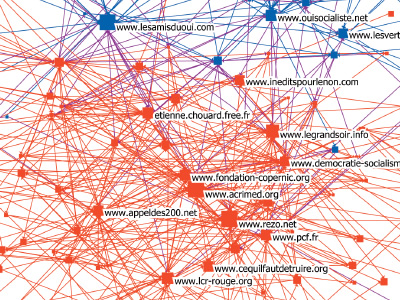 www.ouisocialiste.net
www.lesamisduoui.com
www.lesvert
www.ineditspourlenon.com
etienne.chouard.free.fr
www.legrandsoir.info
www.democratie-socialism
www.fondation-copernic.org
www.acrimed.org
www.appeldes200.net
www.rezo.net
www.pcf.fr
www.cequilfautdetruire.org
www.lcr-rouge.org